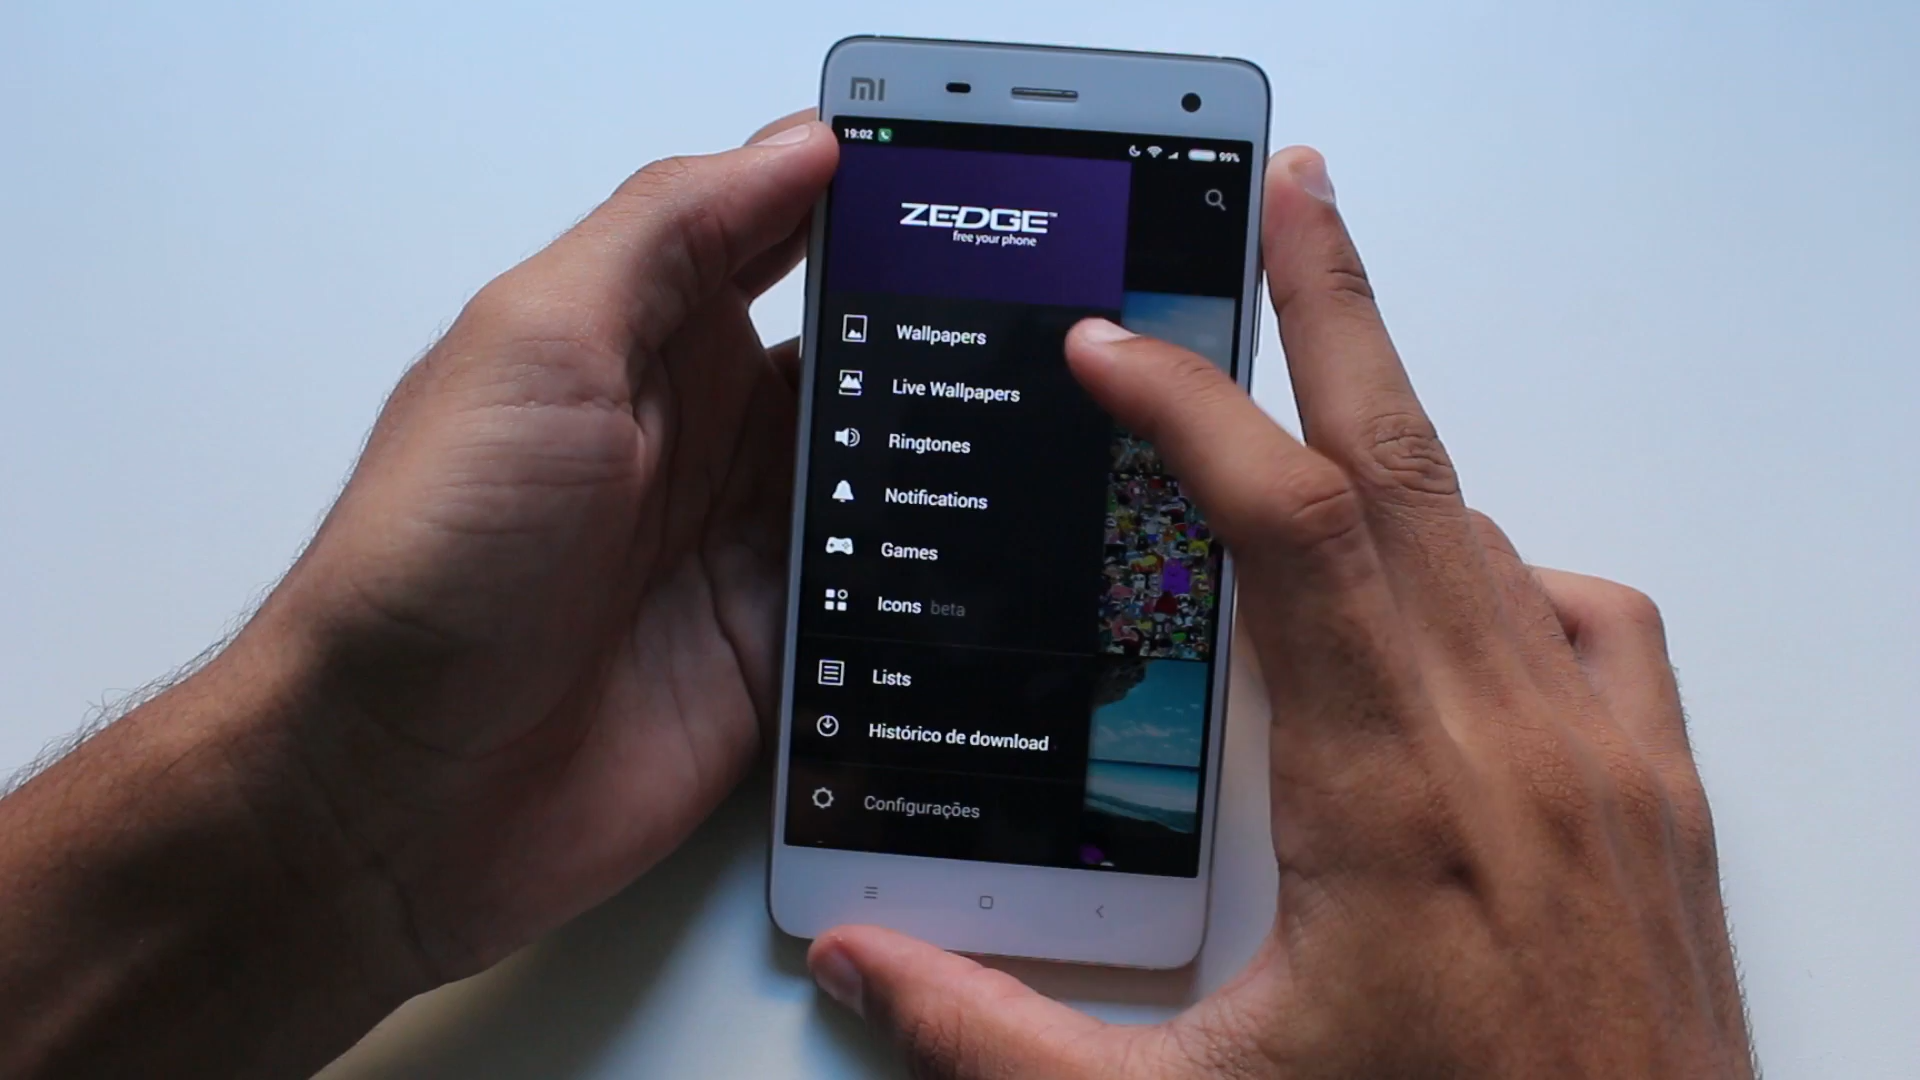 MI
19:02
99%
ZEDGE™
free your phone
Wallpapers
Live Wallpapers
Ringtones
Notifications
Games
Icons beta
Lists
Histórico de download
Configurações